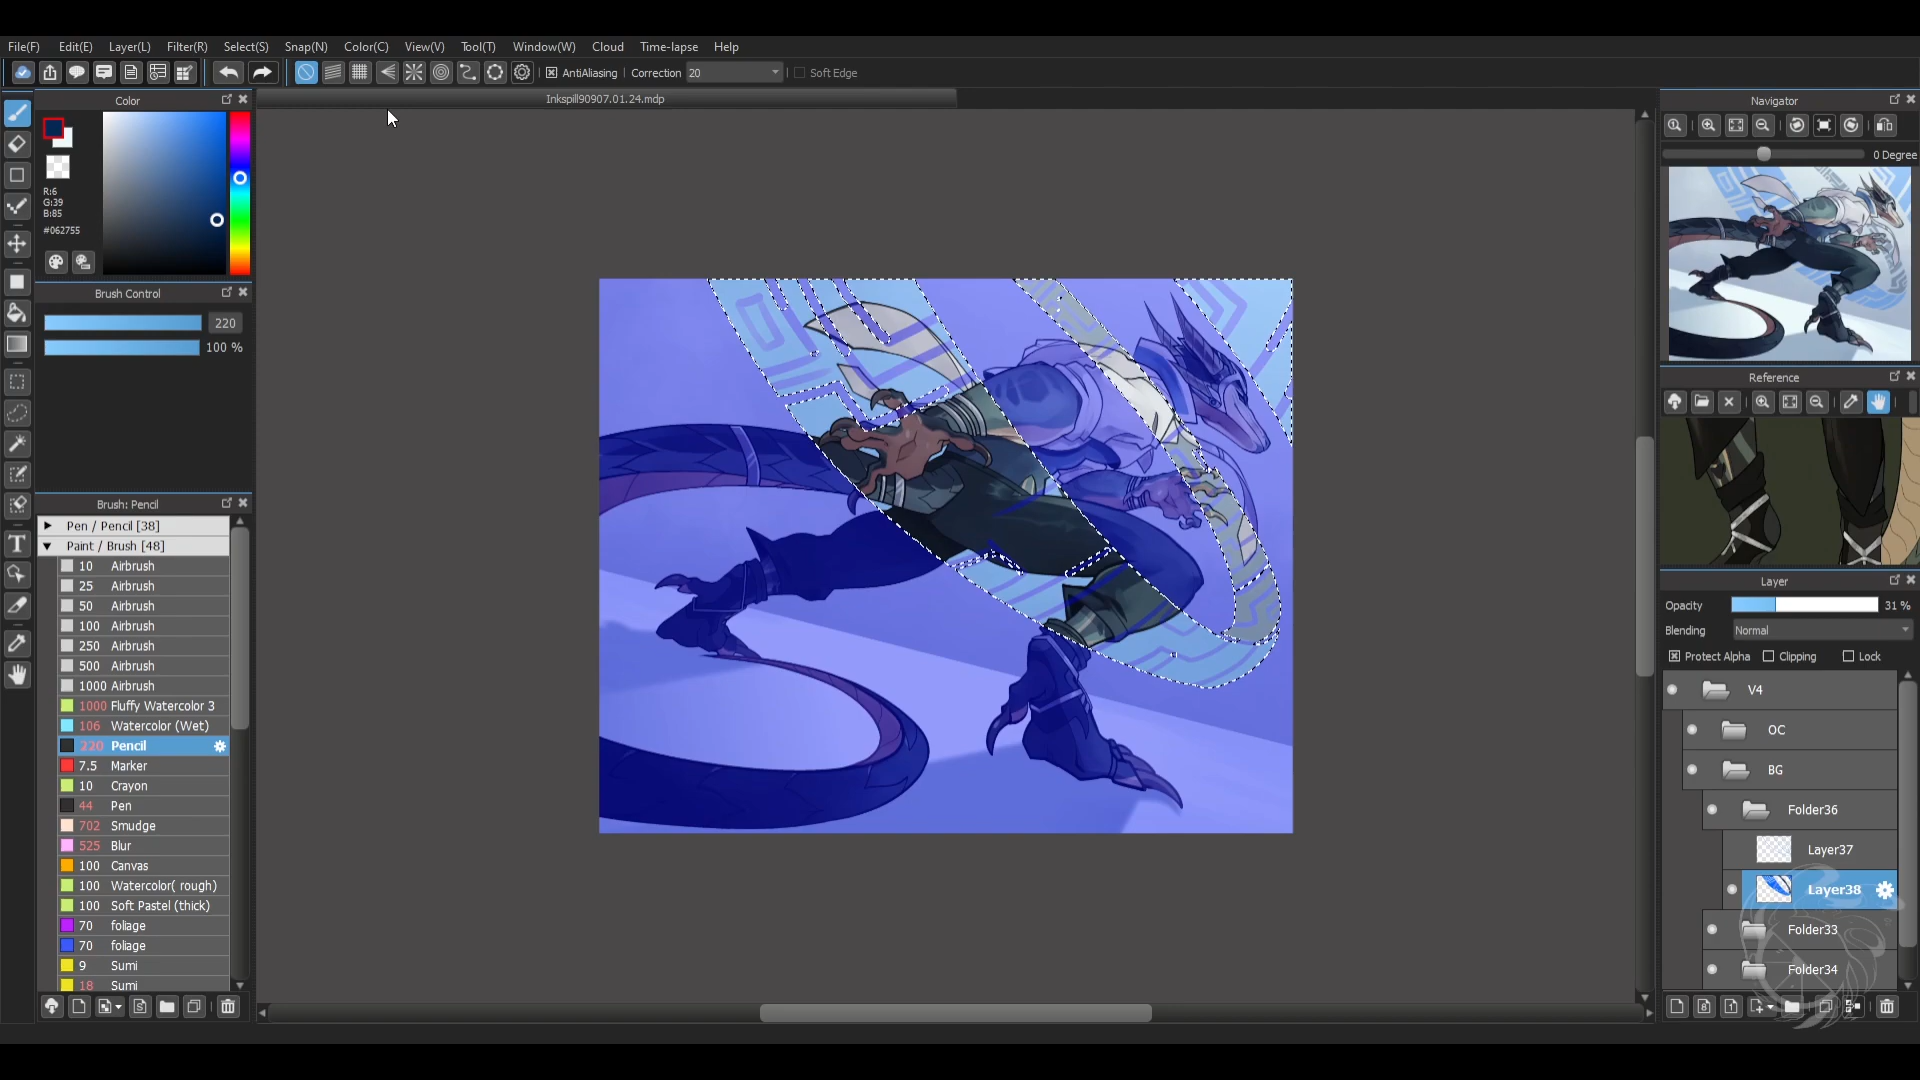 File(F) Edit(E) Layer(L) Filter(R) Select(S) Snap(N) Color(C) View(V) Tool(T) Window(W) Cloud Time-lapse Help
AntiAliasing Correction 20 Soft Edge
Color
Inkspill90907.01.24.mdp
Navigator
0 Degree
R:6
G:39
B:85
#062755
Brush Control
220
100 %
Reference
Brush: Pencil
Pen / Pencil [38]
Paint / Brush [48]
10 Airbrush
25 Airbrush
50 Airbrush
100 Airbrush
250 Airbrush
500 Airbrush
1000 Airbrush
1000 Fluffy Watercolor 3
106 Watercolor (Wet)
220 Pencil
7.5 Marker
10 Crayon
44 Pen
702 Smudge
525 Blur
100 Canvas
100 Watercolor( rough)
100 Soft Pastel (thick)
70 foliage
70 foliage
9 Sumi
18 Sumi
Layer
Opacity 31 %
Blending Normal
Protect Alpha Clipping Lock
V4
OC
BG
Folder36
Layer37
Layer38
Folder33
Folder34